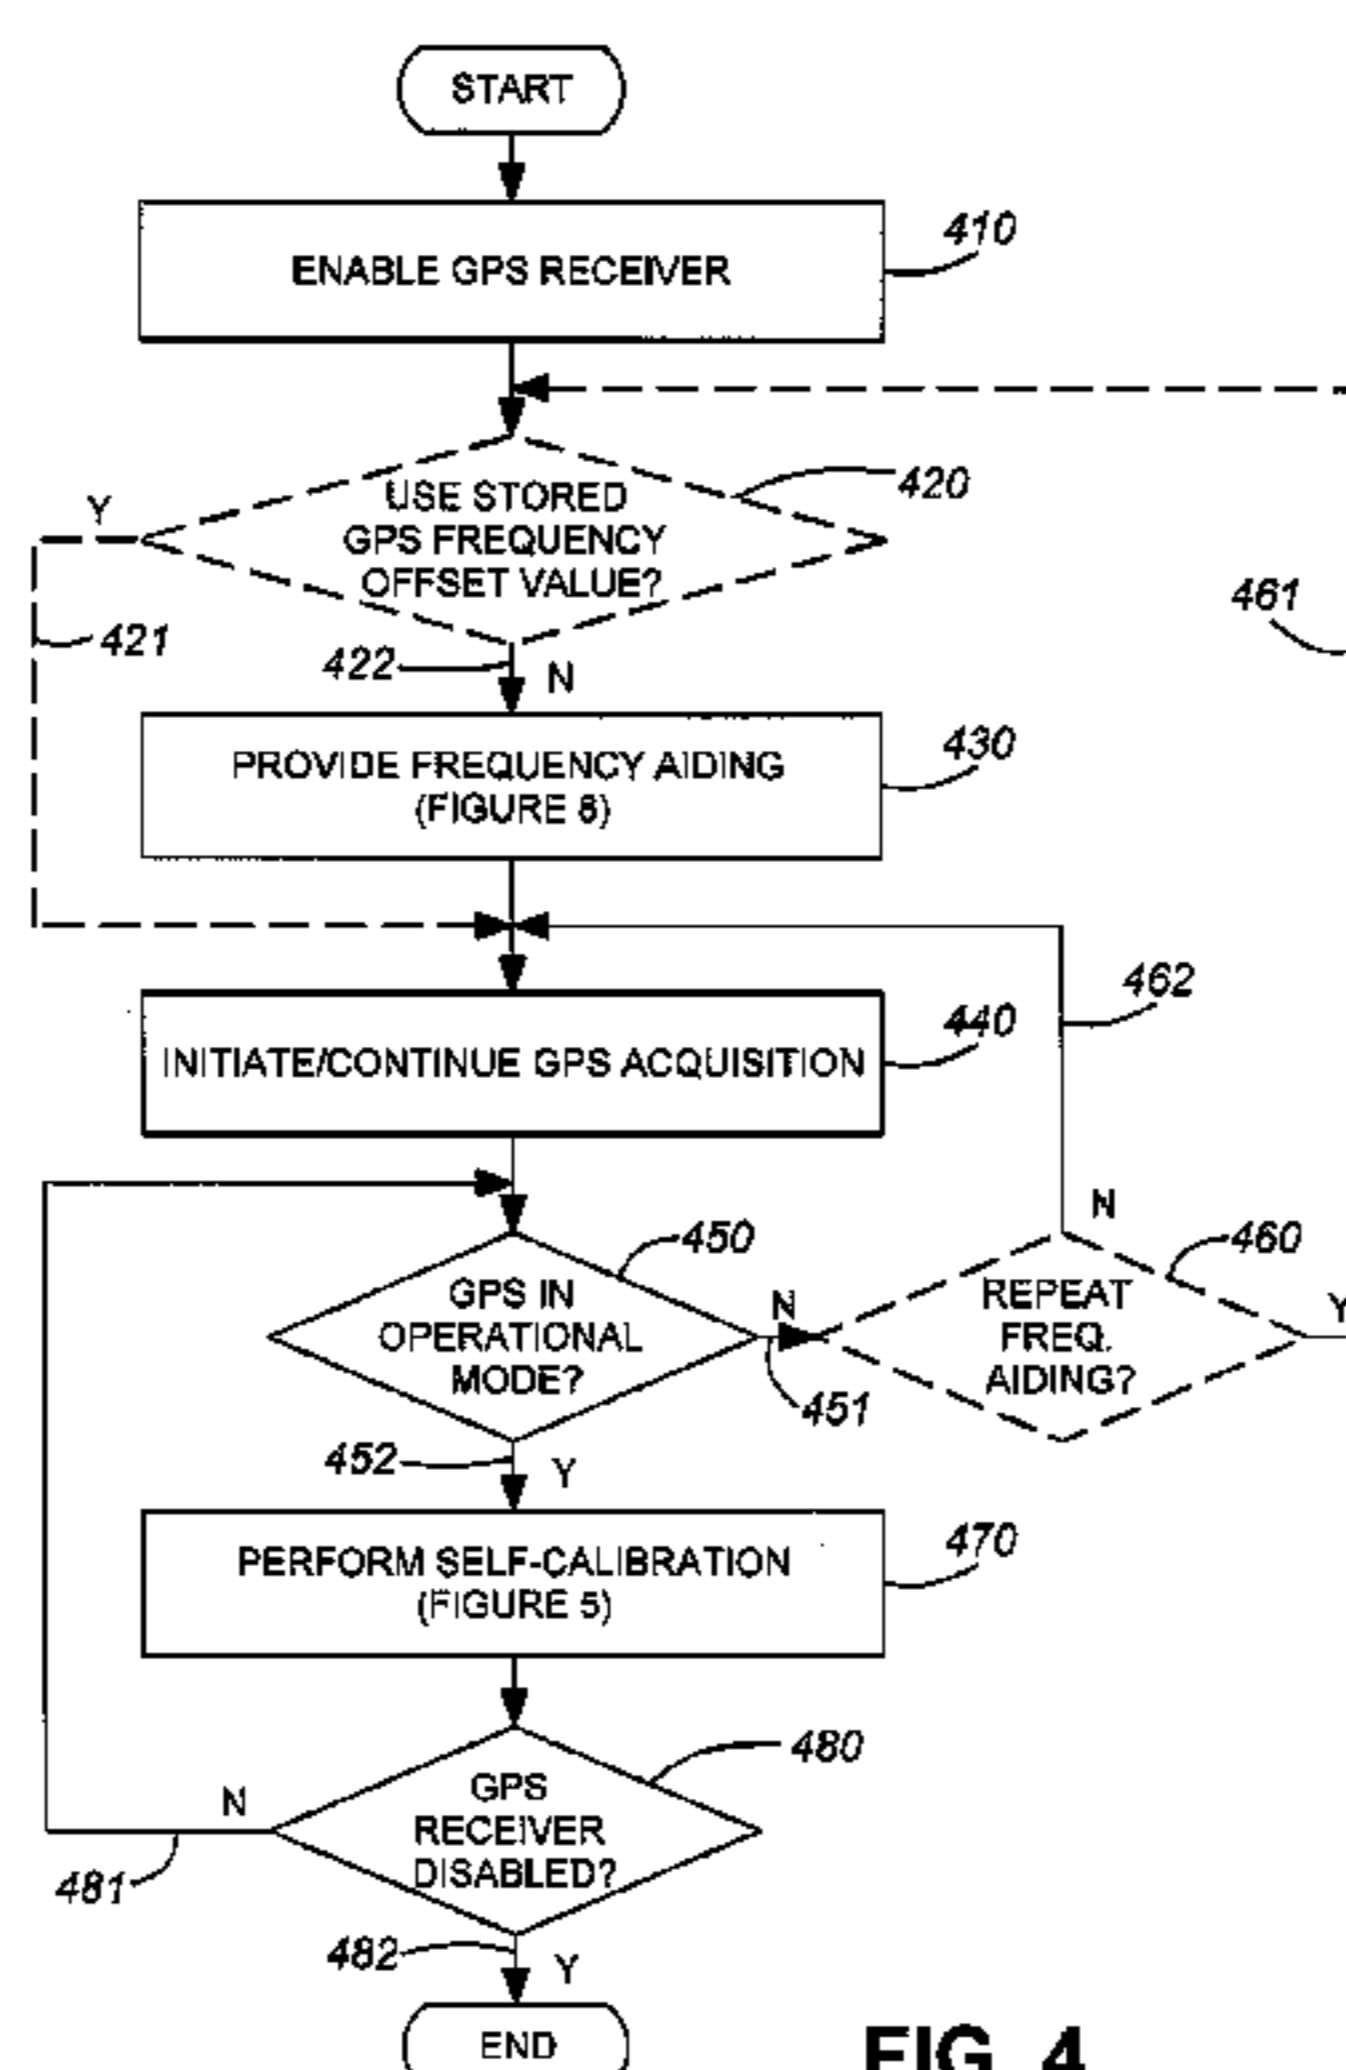 START
ENABLE GPS RECEIVER
410
USE STORED
GPS FREQUENCY
OFFSET VALUE?
420
Y
421
461
422
N
PROVIDE FREQUENCY AIDING
(FIGURE 8)
430
462
INITIATE/CONTINUE GPS ACQUISITION
440
N
450
460
GPS IN
OPERATIONAL
MODE?
N
451
REPEAT
FREQ.
AIDING?
Y
452
Y
PERFORM SELF-CALIBRATION
(FIGURE 5)
470
480
GPS
RECEIVER
DISABLED?
N
481
482
Y
END
FIG. 4